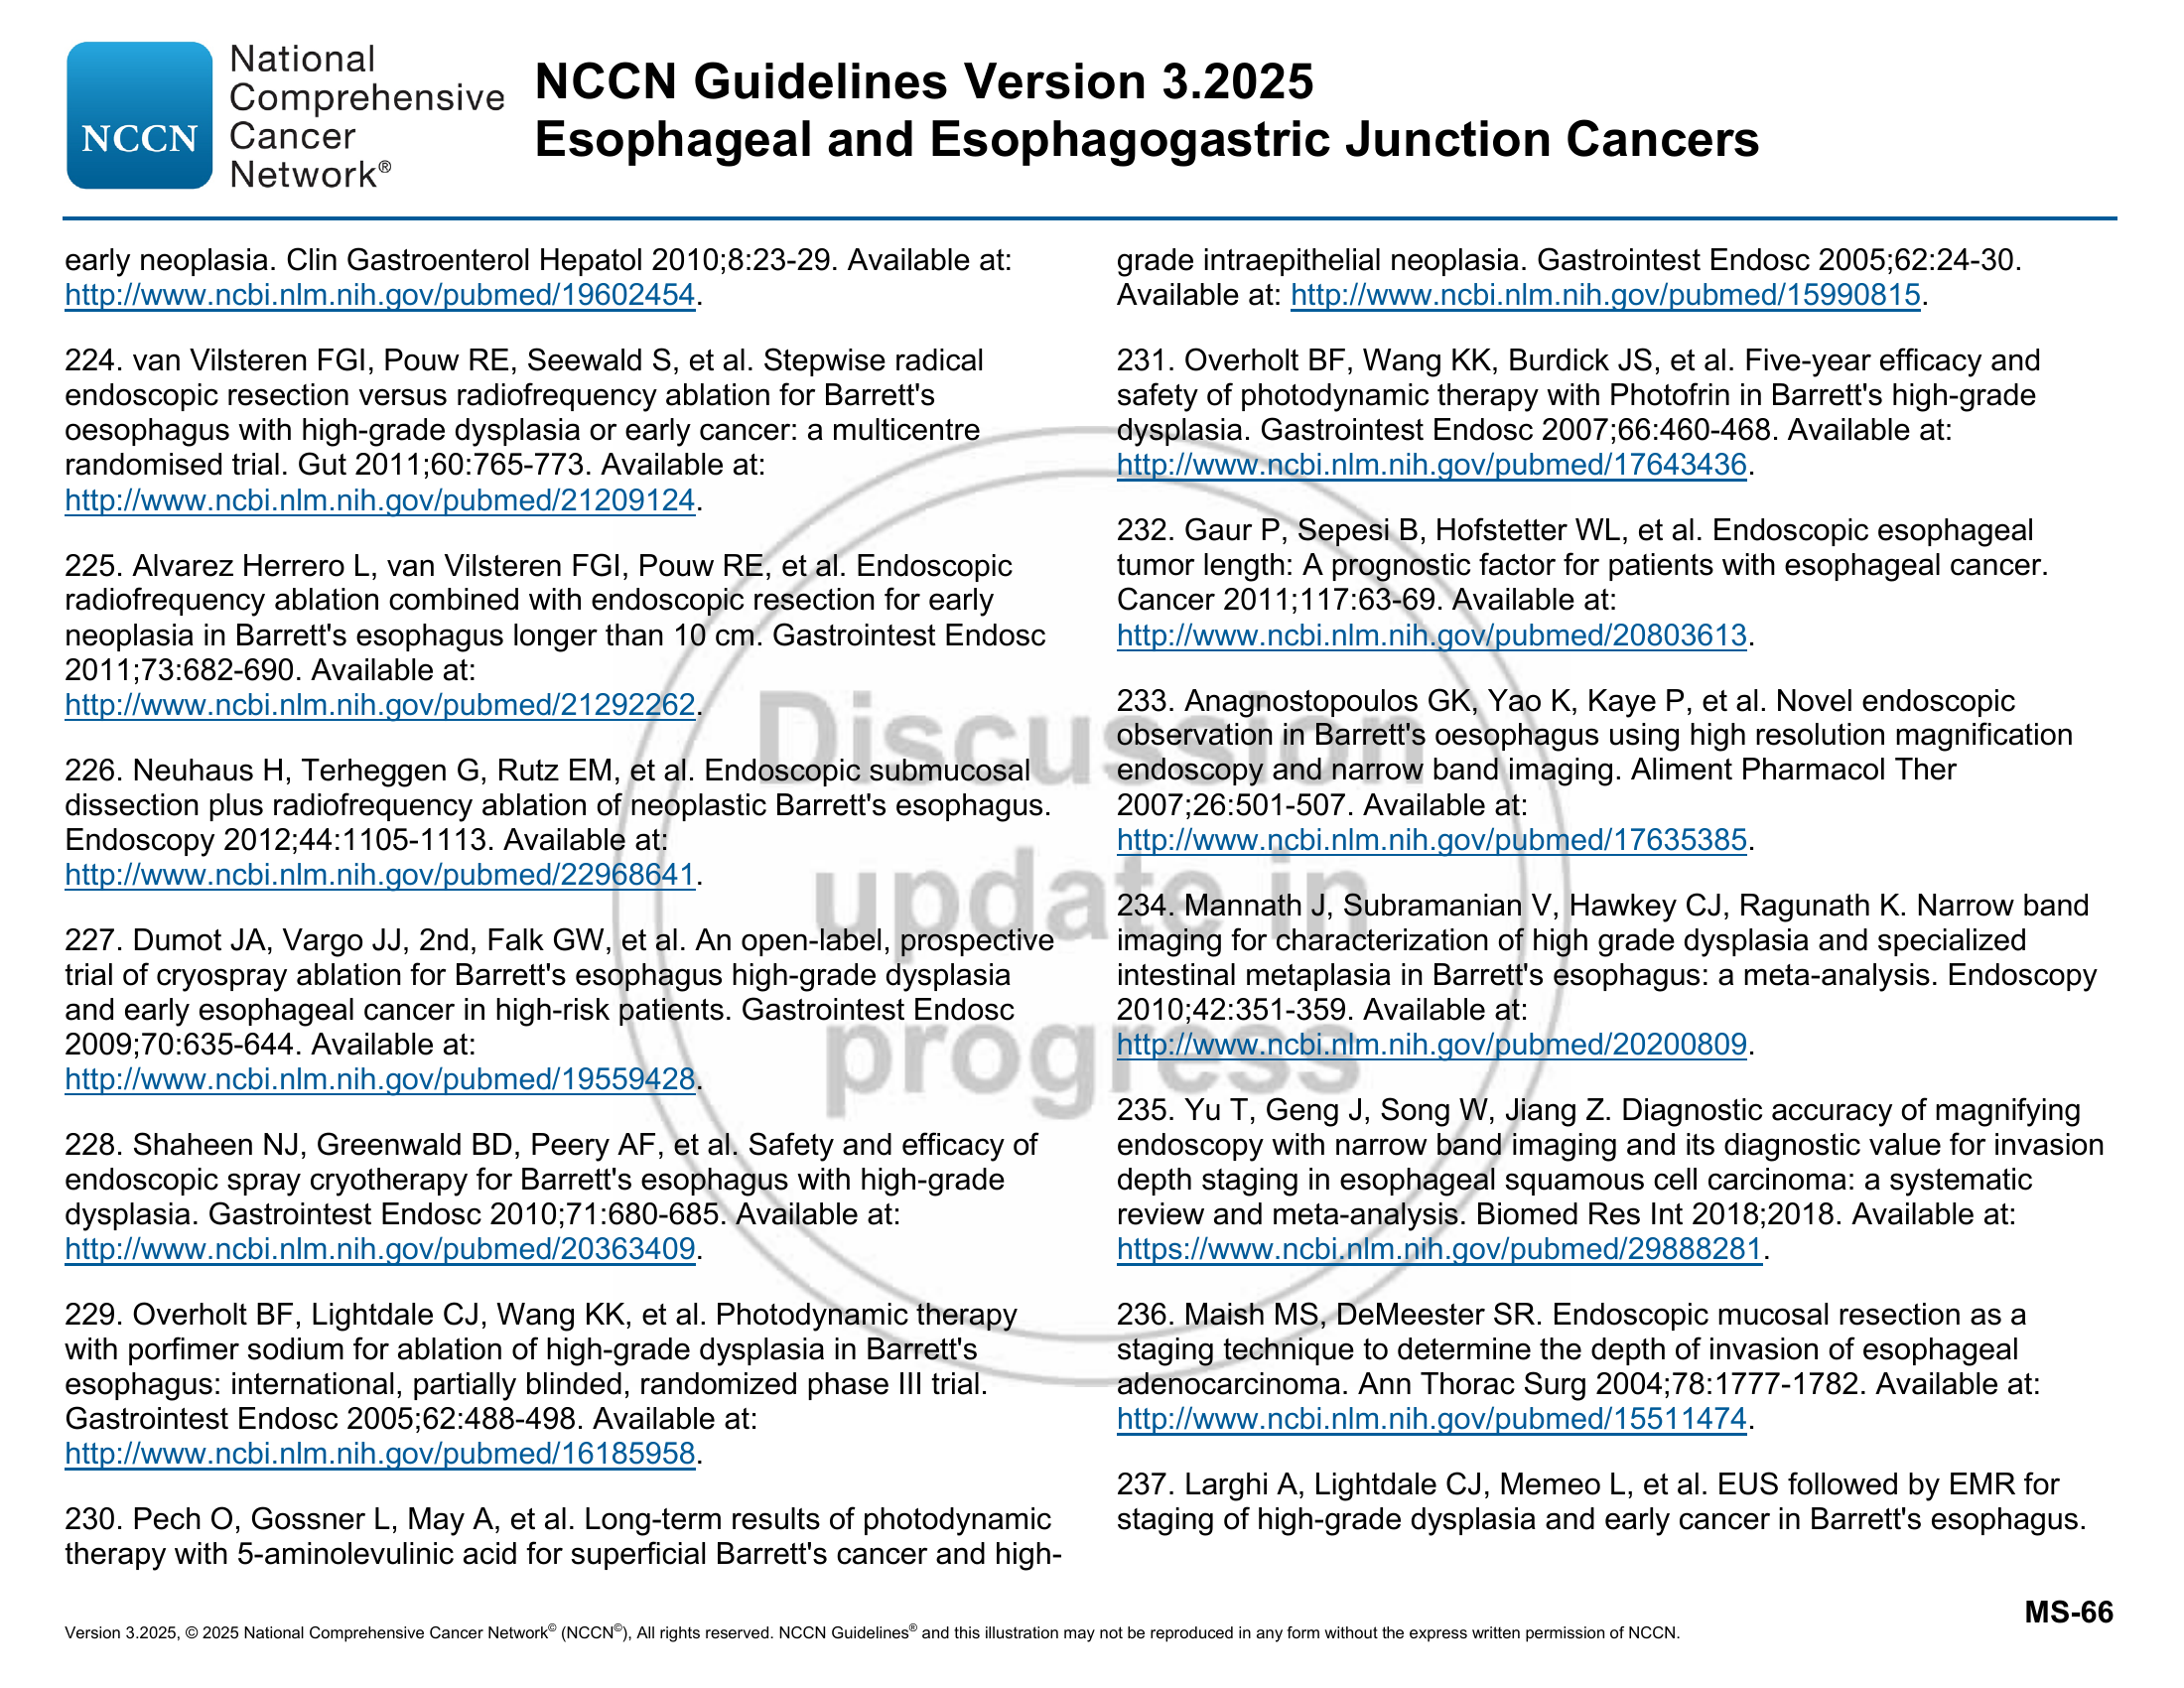 NCCN
National
Comprehensive
Cancer
Network®
NCCN Guidelines Version 3.2025
Esophageal and Esophagogastric Junction Cancers
early neoplasia. Clin Gastroenterol Hepatol 2010;8:23-29. Available at:
http://www.ncbi.nlm.nih.gov/pubmed/19602454.
224. van Vilsteren FGI, Pouw RE, Seewald S, et al. Stepwise radical
endoscopic resection versus radiofrequency ablation for Barrett's
oesophagus with high-grade dysplasia or early cancer: a multicentre
randomised trial. Gut 2011;60:765-773. Available at:
http://www.ncbi.nlm.nih.gov/pubmed/21209124.
225. Alvarez Herrero L, van Vilsteren FGI, Pouw RE, et al. Endoscopic
radiofrequency ablation combined with endoscopic resection for early
neoplasia in Barrett's esophagus longer than 10 cm. Gastrointest Endosc
2011;73:682-690. Available at:
http://www.ncbi.nlm.nih.gov/pubmed/21292262.
226. Neuhaus H, Terheggen G, Rutz EM, et al. Endoscopic submucosal
dissection plus radiofrequency ablation of neoplastic Barrett's esophagus.
Endoscopy 2012;44:1105-1113. Available at:
http://www.ncbi.nlm.nih.gov/pubmed/22968641.
227. Dumot JA, Vargo JJ, 2nd, Falk GW, et al. An open-label, prospective
trial of cryospray ablation for Barrett's esophagus high-grade dysplasia
and early esophageal cancer in high-risk patients. Gastrointest Endosc
2009;70:635-644. Available at:
http://www.ncbi.nlm.nih.gov/pubmed/19559428.
228. Shaheen NJ, Greenwald BD, Peery AF, et al. Safety and efficacy of
endoscopic spray cryotherapy for Barrett's esophagus with high-grade
dysplasia. Gastrointest Endosc 2010;71:680-685. Available at:
http://www.ncbi.nlm.nih.gov/pubmed/20363409.
229. Overholt BF, Lightdale CJ, Wang KK, et al. Photodynamic therapy
with porfimer sodium for ablation of high-grade dysplasia in Barrett's
esophagus: international, partially blinded, randomized phase III trial.
Gastrointest Endosc 2005;62:488-498. Available at:
http://www.ncbi.nlm.nih.gov/pubmed/16185958.
230. Pech O, Gossner L, May A, et al. Long-term results of photodynamic
therapy with 5-aminolevulinic acid for superficial Barrett's cancer and high-
grade intraepithelial neoplasia. Gastrointest Endosc 2005;62:24-30.
Available at: http://www.ncbi.nlm.nih.gov/pubmed/15990815.
231. Overholt BF, Wang KK, Burdick JS, et al. Five-year efficacy and
safety of photodynamic therapy with Photofrin in Barrett's high-grade
dysplasia. Gastrointest Endosc 2007;66:460-468. Available at:
http://www.ncbi.nlm.nih.gov/pubmed/17643436.
232. Gaur P, Sepesi B, Hofstetter WL, et al. Endoscopic esophageal
tumor length: A prognostic factor for patients with esophageal cancer.
Cancer 2011;117:63-69. Available at:
http://www.ncbi.nlm.nih.gov/pubmed/20803613.
233. Anagnostopoulos GK, Yao K, Kaye P, et al. Novel endoscopic
observation in Barrett's oesophagus using high resolution magnification
endoscopy and narrow band imaging. Aliment Pharmacol Ther
2007;26:501-507. Available at:
http://www.ncbi.nlm.nih.gov/pubmed/17635385.
234. Mannath J, Subramanian V, Hawkey CJ, Ragunath K. Narrow band
imaging for characterization of high grade dysplasia and specialized
intestinal metaplasia in Barrett's esophagus: a meta-analysis. Endoscopy
2010;42:351-359. Available at:
http://www.ncbi.nlm.nih.gov/pubmed/20200809.
235. Yu T, Geng J, Song W, Jiang Z. Diagnostic accuracy of magnifying
endoscopy with narrow band imaging and its diagnostic value for invasion
depth staging in esophageal squamous cell carcinoma: a systematic
review and meta-analysis. Biomed Res Int 2018;2018. Available at:
https://www.ncbi.nlm.nih.gov/pubmed/29888281.
236. Maish MS, DeMeester SR. Endoscopic mucosal resection as a
staging technique to determine the depth of invasion of esophageal
adenocarcinoma. Ann Thorac Surg 2004;78:1777-1782. Available at:
http://www.ncbi.nlm.nih.gov/pubmed/15511474.
237. Larghi A, Lightdale CJ, Memeo L, et al. EUS followed by EMR for
staging of high-grade dysplasia and early cancer in Barrett's esophagus.
Discussion
update in
progress
MS-66
Version 3.2025, © 2025 National Comprehensive Cancer Network© (NCCN©), All rights reserved. NCCN Guidelines® and this illustration may not be reproduced in any form without the express written permission of NCCN.